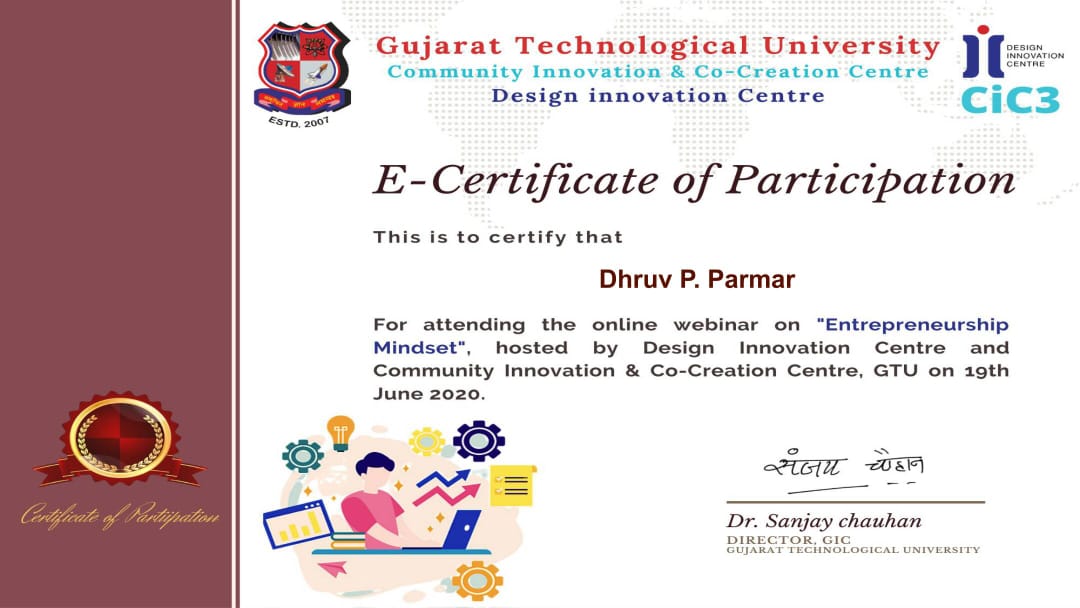 Gujarat Technological University
Community Innovation & Co-Creation Centre
Design innovation Centre
ESTD. 2007
DESIGN
INNOVATION
CENTRE
CiC3
E-Certificate of Participation
This is to certify that
Dhruv P. Parmar
For attending the online webinar on "Entrepreneurship
Mindset", hosted by Design Innovation Centre and
Community Innovation & Co-Creation Centre, GTU on 19th
June 2020.
Certificate of Partiipation
संजय चौहान
Dr. Sanjay chauhan
DIRECTOR, GIC
GUJARAT TECHNOLOGICAL UNIVERSITY